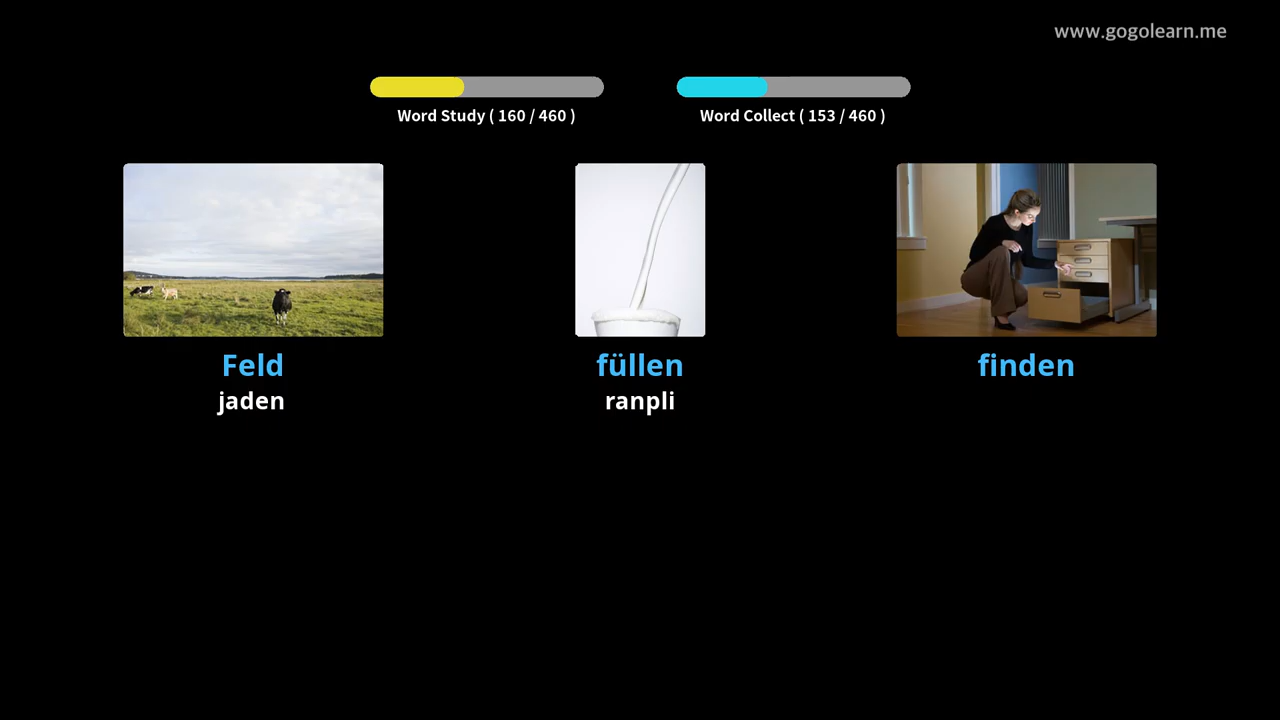 www.gogolearn.me
Word Study ( 160 / 460 )
Word Collect ( 153 / 460 )
Feld
füllen
finden
jaden
ranpli